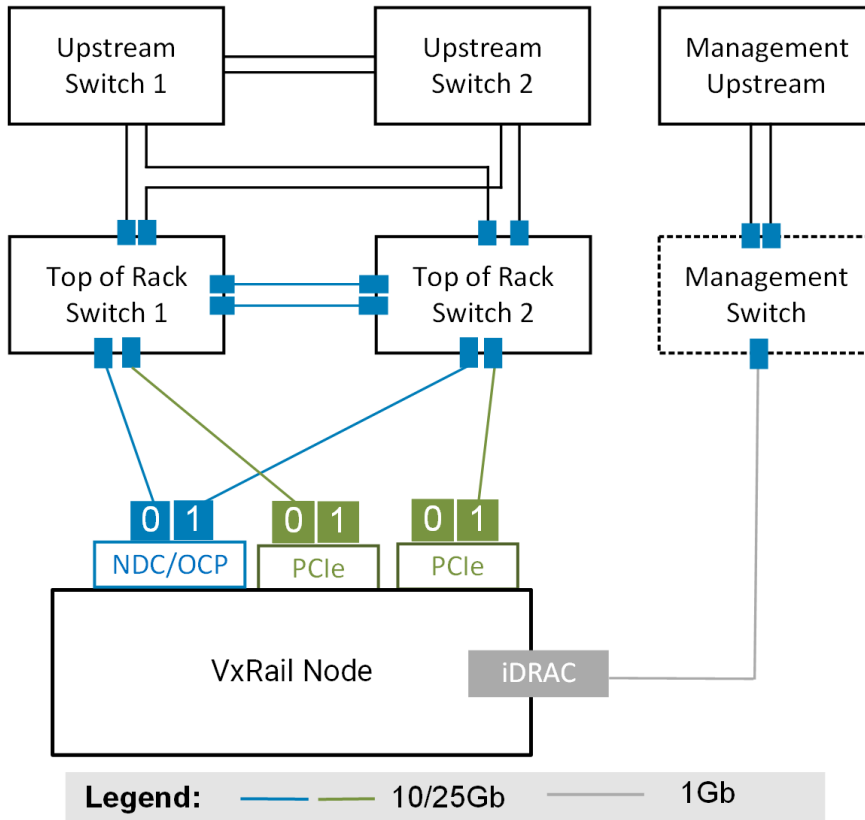 Upstream
Switch 1
Upstream
Switch 2
Management
Upstream
Top of Rack
Switch 1
Top of Rack
Switch 2
Management
Switch
0 1
0 1
0 1
NDC/OCP
PCIe
PCIe
VxRail Node
iDRAC
Legend: 10/25Gb 1Gb